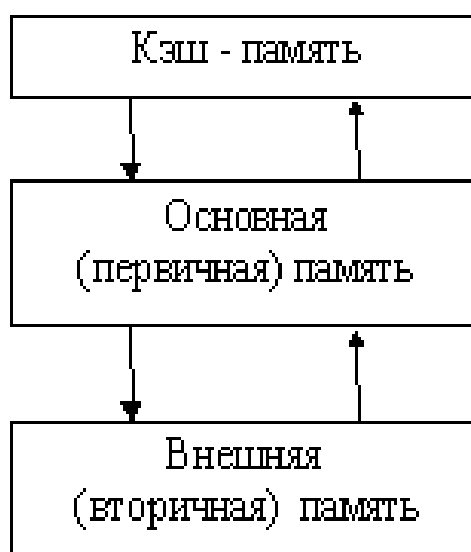 Кэш - память
Основная
(первичная) память
Внешняя
(вторичная) память